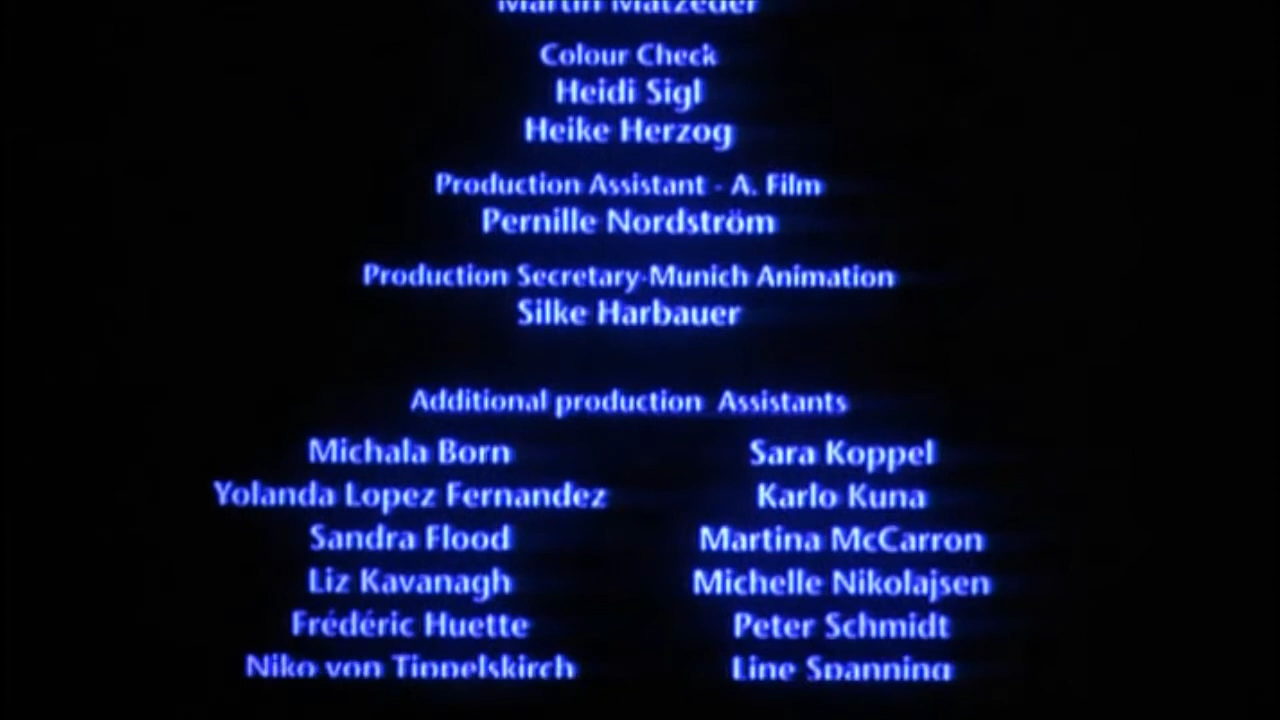 Martin Matzeder
Colour Check
Heidi Sigl
Heike Herzog
Production Assistant - A. Film
Pernille Nordström
Production Secretary-Munich Animation
Silke Harbauer
Additional production Assistants
Michala Born Sara Koppel
Yolanda Lopez Fernandez Karlo Kuna
Sandra Flood Martina McCarron
Liz Kavanagh Michelle Nikolajsen
Frédéric Huette Peter Schmidt
Niko von Tippelskirch Line Spanning